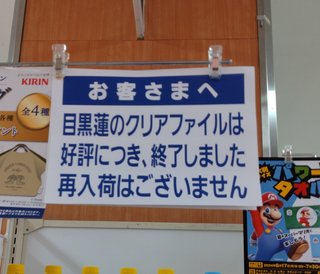 お客さまへ
目黒蓮のクリアファイルは
好評につき、終了しました
再入荷はございません
KIRIN
全4種
パワー
タオル